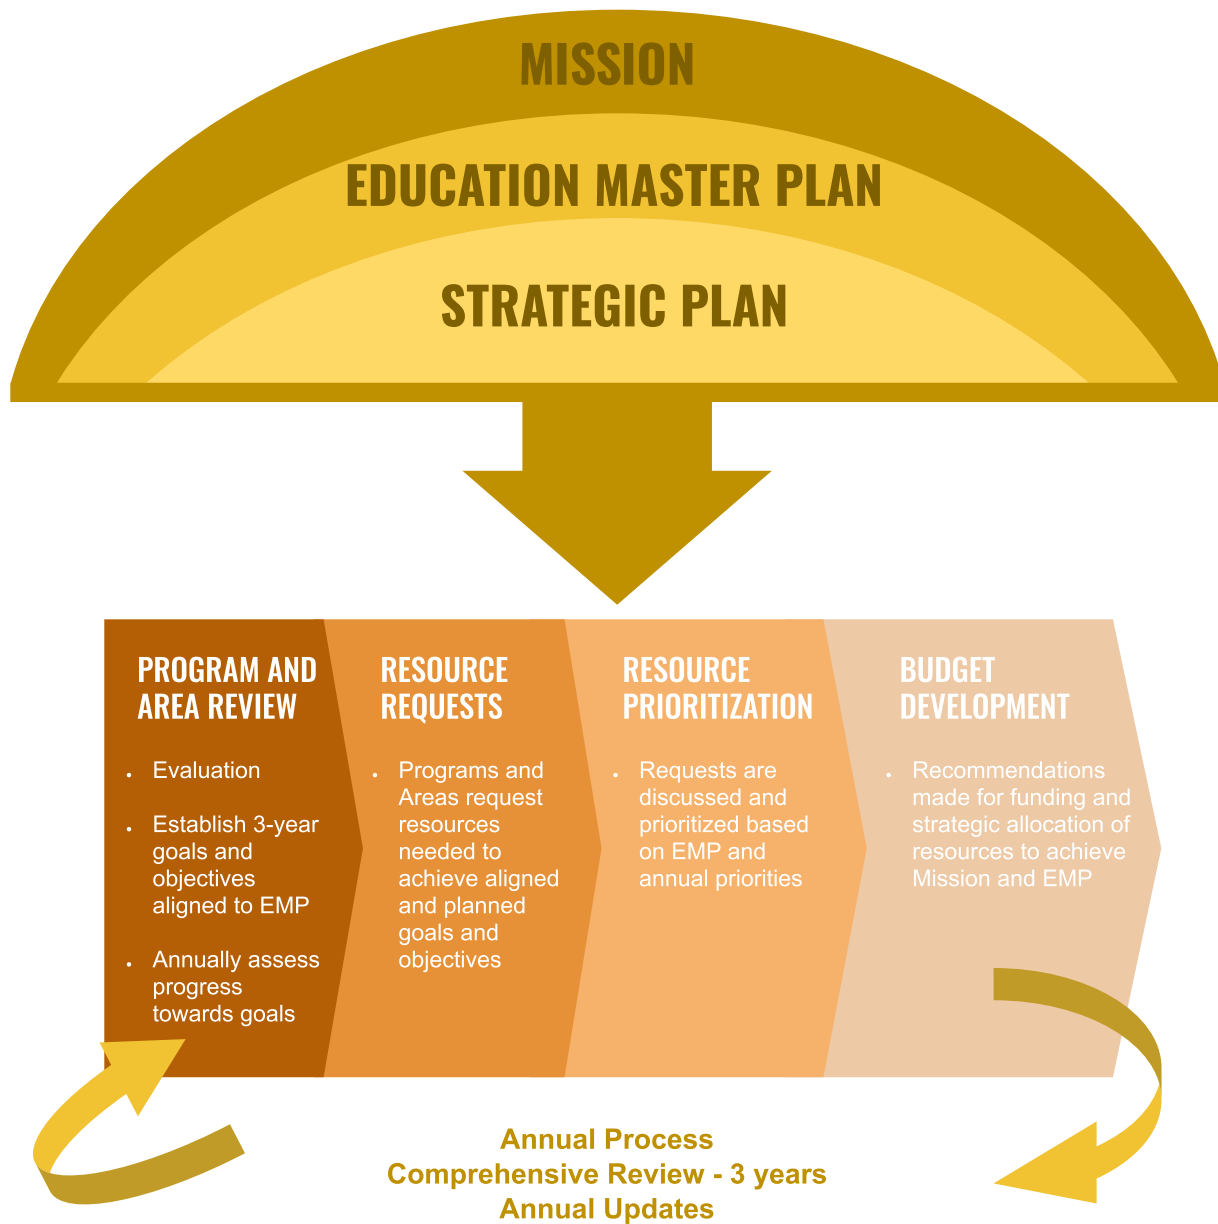 MISSION
EDUCATION MASTER PLAN
STRATEGIC PLAN
PROGRAM AND
AREA REVIEW
• Evaluation
• Establish 3-year
goals and
objectives
aligned to EMP
• Annually assess
progress
towards goals
RESOURCE
REQUESTS
• Programs and
Areas request
resources
needed to
achieve aligned
and planned
goals and
objectives
RESOURCE
PRIORITIZATION
• Requests are
discussed and
prioritized based
on EMP and
annual priorities
BUDGET
DEVELOPMENT
• Recommendations
made for funding and
strategic allocation of
resources to achieve
Mission and EMP
Annual Process
Comprehensive Review - 3 years
Annual Updates